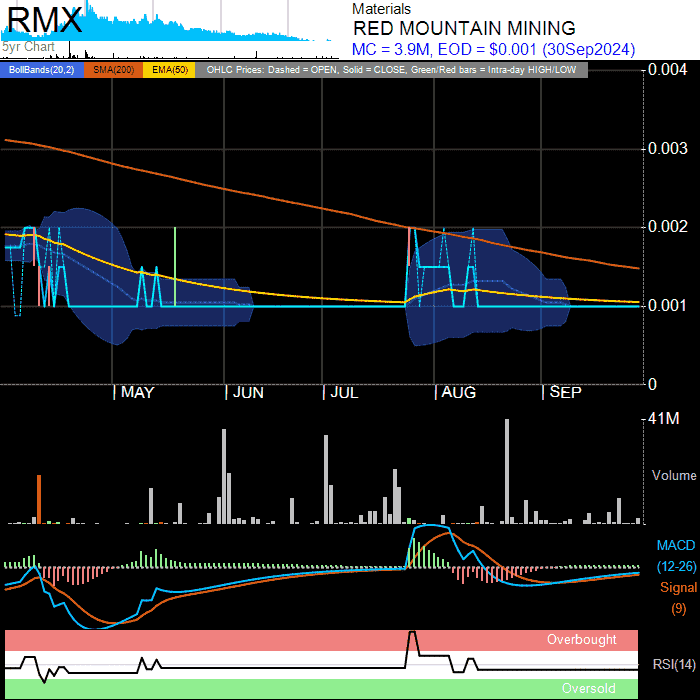 RMX
5yr Chart
Materials
RED MOUNTAIN MINING
MC = 3.9M, EOD = $0.001 (30Sep2024)
BollBands(20,2) SMA(200) EMA(50) OHLC Prices: Dashed = OPEN, Solid = CLOSE, Green/Red bars = Intra-day HIGH/LOW
0.004
0.003
0.002
0.001
0
MAY JUN JUL AUG SEP
41M
Volume
MACD
(12-26)
Signal
(9)
Overbought
RSI(14)
Oversold